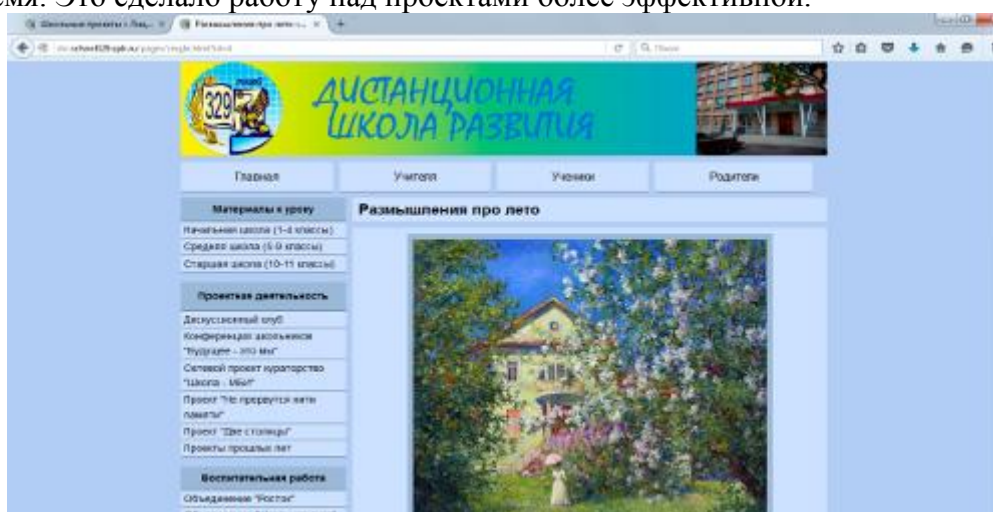 емя. Это сделало работу над проектами более эффективной.
Размышления про лето
329
ДИСТАНЦИОННАЯ
ШКОЛА РАЗВИТИЯ
Главная
Учителя
Ученики
Родители
Материалы к уроку
Начальная школа (1-4 классы)
Средняя школа (5-9 классы)
Старшая школа (10-11 классы)
Проектная деятельность
Дискуссионный клуб
Конференция школьников
"Будущее - это мы"
Сетевой проект кураторство
"Школа -
Проект "Не прервутся нити
памяти"
Проект "Две столицы"
Проекты прошлых лет
Воспитательная работа
Объединение "Росток"
Размышления про лето